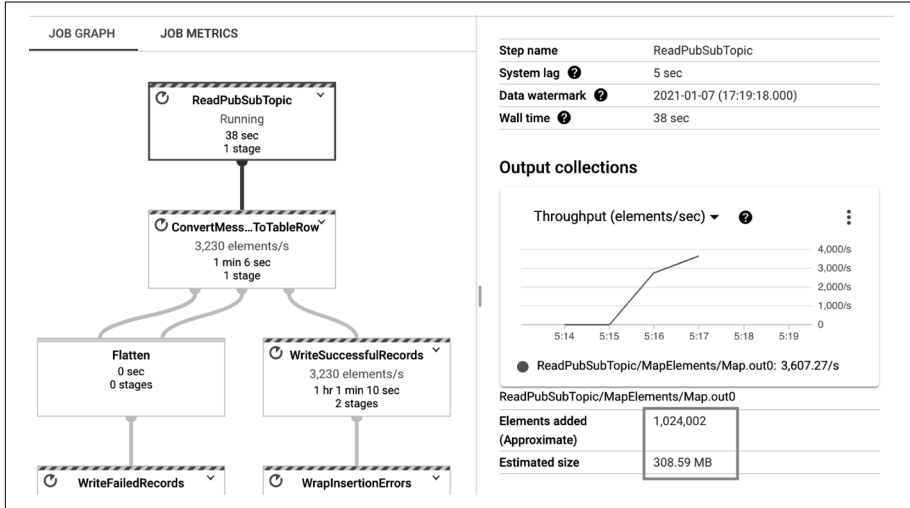 JOB GRAPH
JOB METRICS
ReadPubSubTopic
Running
38 sec
1 stage
ConvertMess...ToTableRow
3,230 elements/s
1 min 6 sec
1 stage
Flatten
0 sec
0 stages
WriteSuccessfulRecords
3,230 elements/s
1 hr 1 min 10 sec
2 stages
WriteFailedRecords
WrapInsertionErrors
Step name ReadPubSubTopic
System lag ? 5 sec
Data watermark ? 2021-01-07 (17:19:18.000)
Wall time ? 38 sec
Output collections
Throughput (elements/sec) ?
4,000/s
3,000/s
2,000/s
1,000/s
0
5:14 5:15 5:16 5:17 5:18 5:19
ReadPubSubTopic/MapElements/Map.out0: 3,607.27/s
ReadPubSubTopic/MapElements/Map.out0
Elements added 1,024,002
(Approximate)
Estimated size 308.59 MB